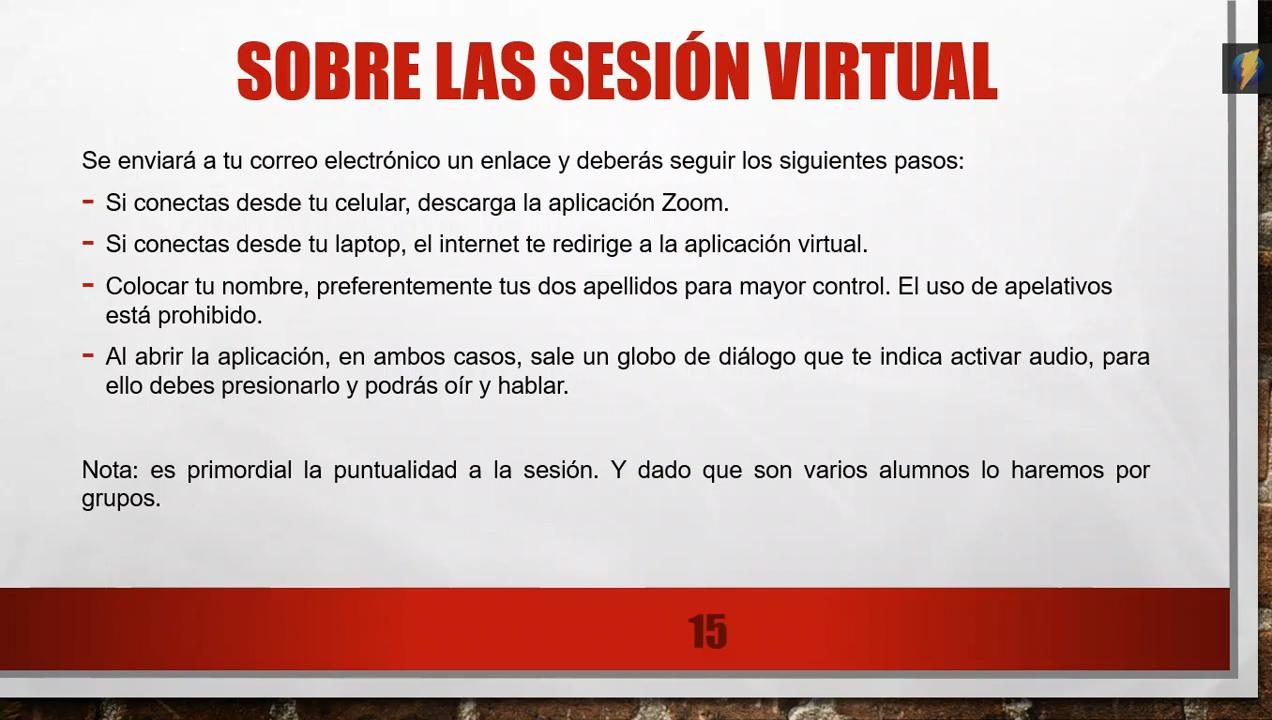 SOBRE LAS SESIÓN VIRTUAL
Se enviará a tu correo electrónico un enlace y deberás seguir los siguientes pasos:
- Si conectas desde tu celular, descarga la aplicación Zoom.
- Si conectas desde tu laptop, el internet te redirige a la aplicación virtual.
- Colocar tu nombre, preferentemente tus dos apellidos para mayor control. El uso de apelativos
está prohibido.
- Al abrir la aplicación, en ambos casos, sale un globo de diálogo que te indica activar audio, para
ello debes presionarlo y podrás oír y hablar.
Nota: es primordial la puntualidad a la sesión. Y dado que son varios alumnos lo haremos por
grupos.
15